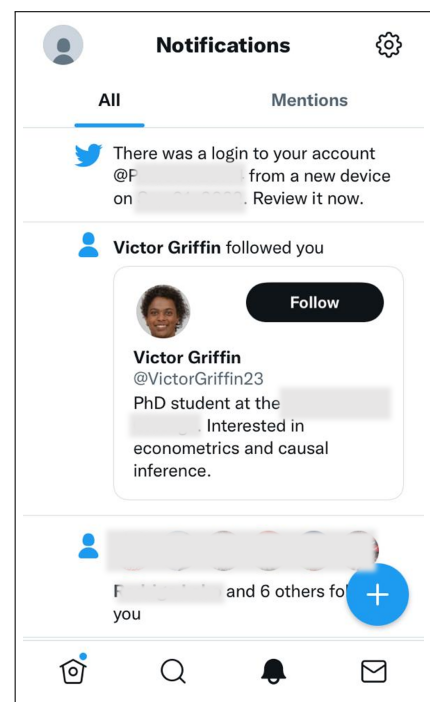 Notifications
All Mentions
There was a login to your account
from a new device
on . Review it now.
Victor Griffin followed you
Follow
Victor Griffin
@VictorGriffin23
PhD student at the
. Interested in
econometrics and causal
inference.
and 6 others
you